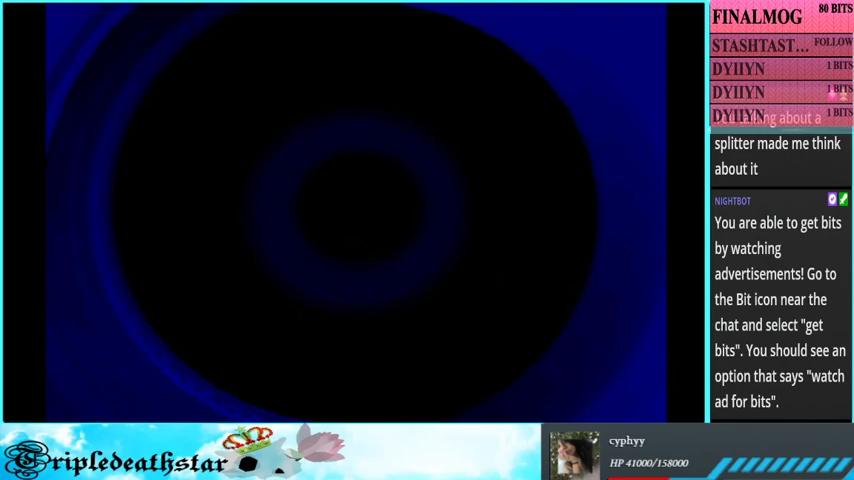 FINALMOG 80 BITS
STASHTAST... FOLLOW
DYIIYN 1 BITS
DYIIYN 1 BITS
DYIIYN 1 BITS
talking about a
splitter made me think
about it
NIGHTBOT
You are able to get bits
by watching
advertisements! Go to
the Bit icon near the
chat and select "get
bits". You should see an
option that says "watch
ad for bits".
Tripledeathstar
cyphyy
HP 41000/158000